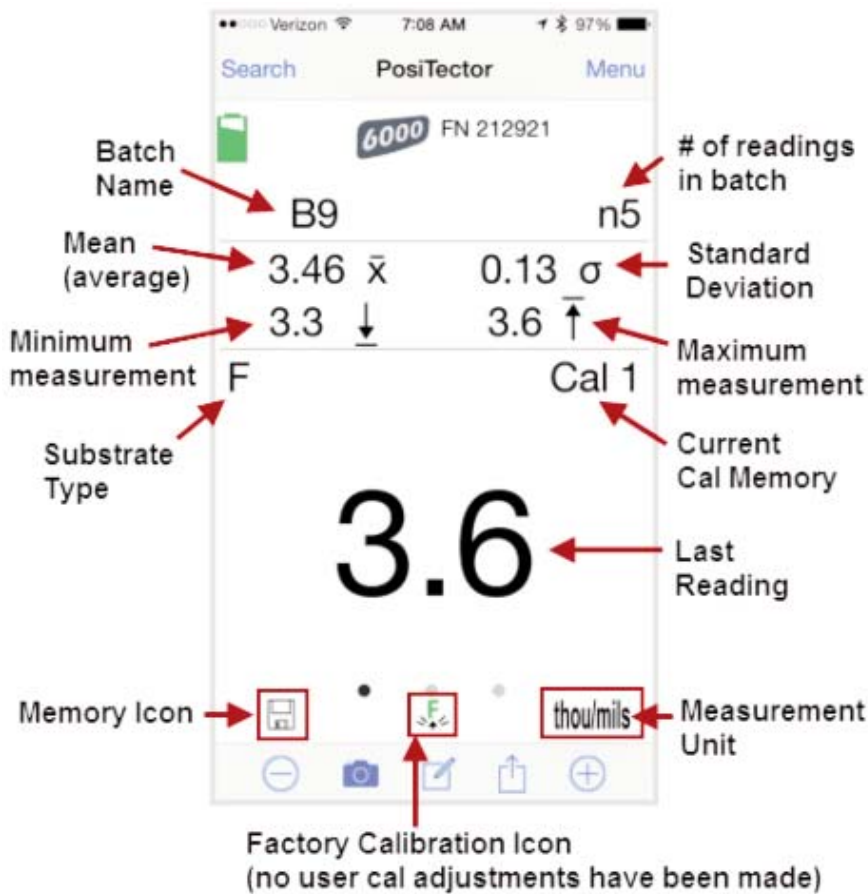 Verizon 7:08 AM 97%
Search PosiTector Menu
6000 FN 212921
Batch
Name
# of readings
in batch
B9 n5
Mean
(average)
3.46 x̄ 0.13 σ
Standard
Deviation
Minimum
measurement
3.3 3.6
Maximum
measurement
F Cal 1
Substrate
Type
Current
Cal Memory
3.6
Last
Reading
Memory Icon
F
thou/mils
Measurement
Unit
Factory Calibration Icon
(no user cal adjustments have been made)